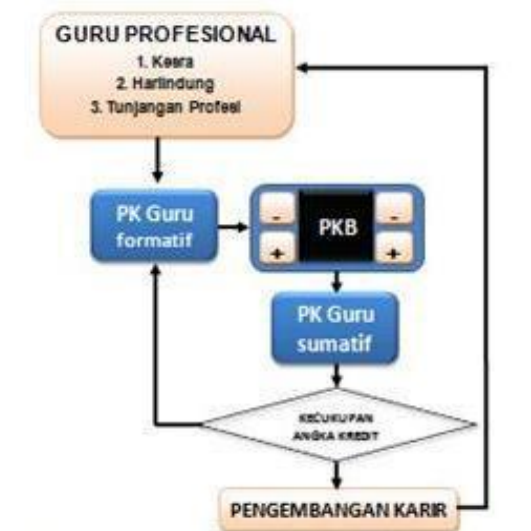 GURU PROFESIONAL
1. Kesra
2. Harlindung
3. Tunjangan Profesi
PK Guru
formatif
-
-
PKB
+
+
PK Guru
sumatif
KECUKUPAN
ANGKA KREDIT
PENGEMBANGAN KARIR